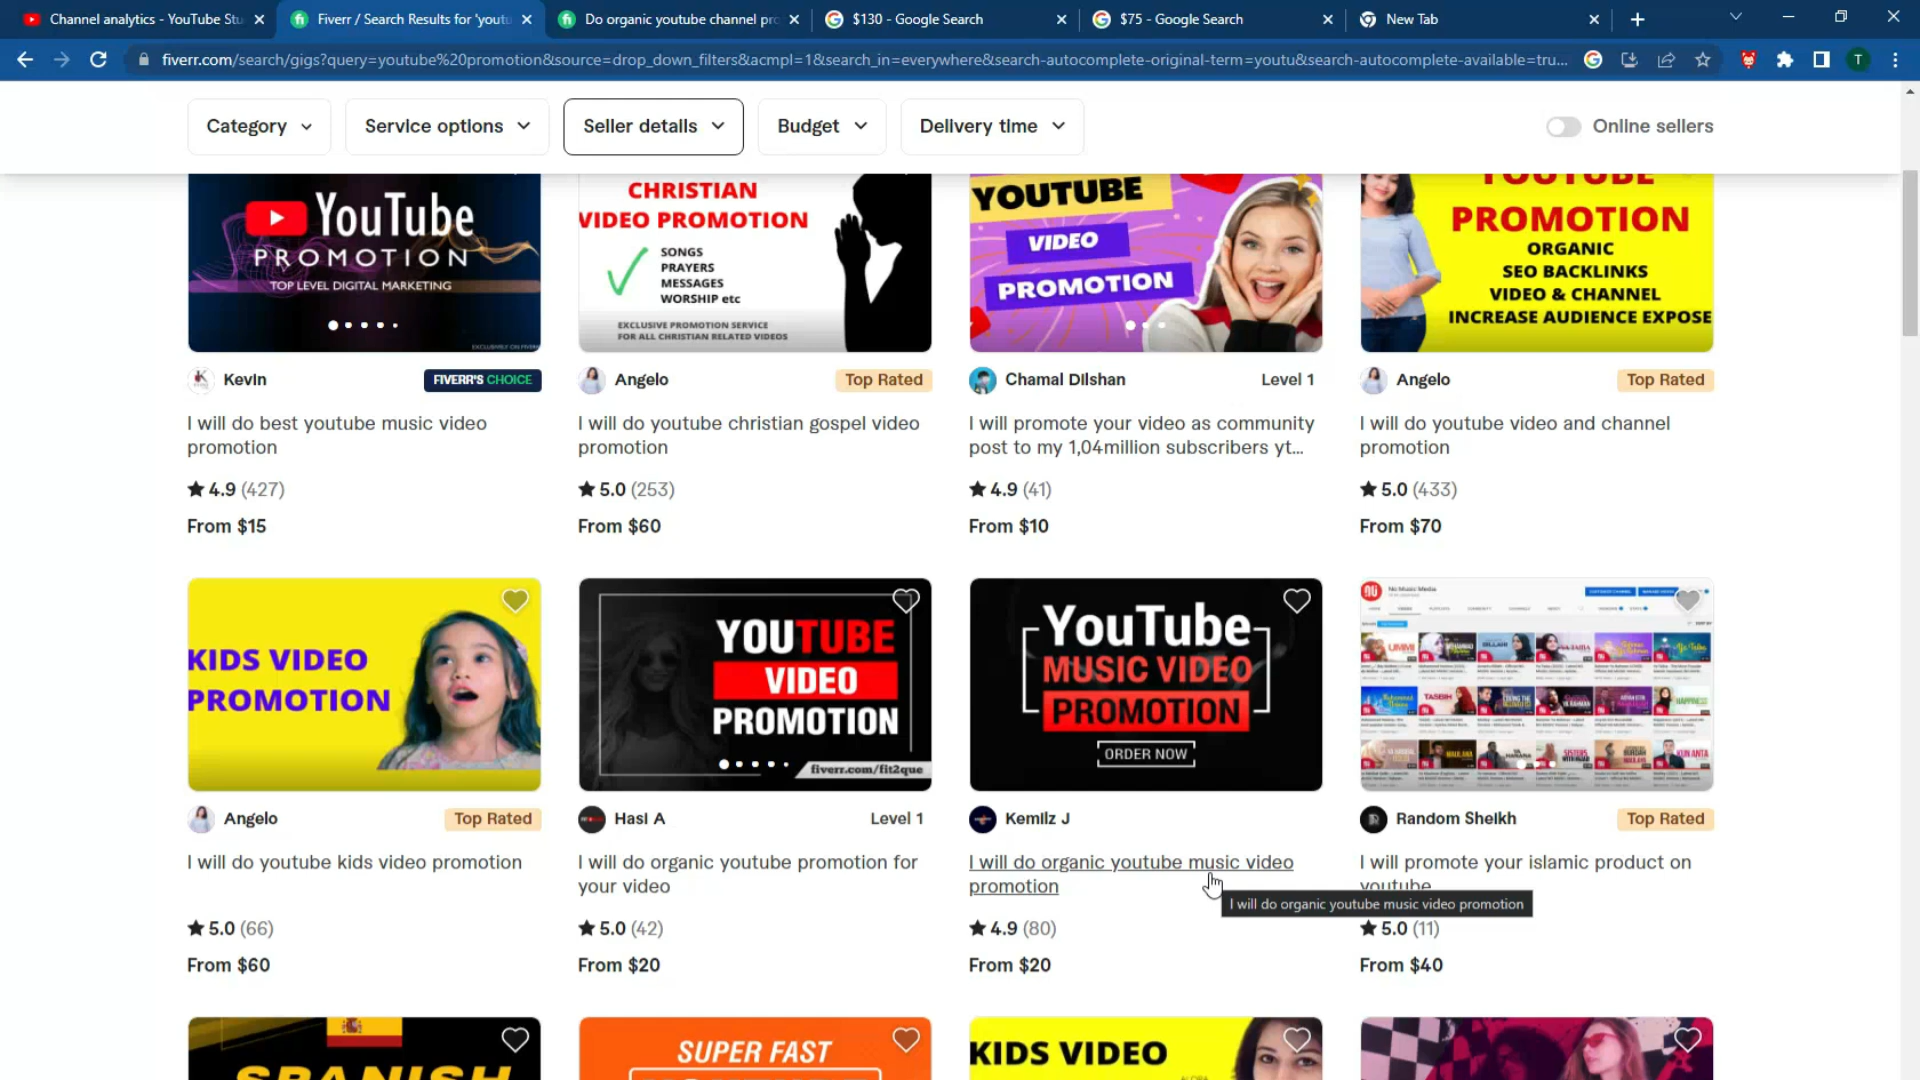 Channel analytics - YouTube Stu
Fiverr / Search Results for 'yout
Do organic youtube channel pr
$130 - Google Search
$75 - Google Search
New Tab
fiverr.com/search/gigs?query=youtube%20promotion&source=drop_down_filters&acmpl=1&search_in=everywhere&search-autocomplete-original-term=youtu&search-autocomplete-available=tru...
T
Category
Service options
Seller details
Budget
Delivery time
Online sellers
YouTube
PROMOTION
TOP LEVEL DIGITAL MARKETING
EXCLUSIVELY ON FIVERR
CHRISTIAN
VIDEO PROMOTION
SONGS
PRAYERS
MESSAGES
WORSHIP etc
EXCLUSIVE PROMOTION SERVICE
FOR ALL CHRISTIAN RELATED VIDEOS
YOUTUBE
VIDEO
PROMOTION
YOUTUBE
PROMOTION
ORGANIC
SEO BACKLINKS
VIDEO & CHANNEL
INCREASE AUDIENCE EXPOSE
Kevin
FIVERR'S CHOICE
Angelo
Top Rated
Chamal Dilshan
Level 1
Angelo
Top Rated
I will do best youtube music video
promotion
I will do youtube christian gospel video
promotion
I will promote your video as community
post to my 1,04million subscribers yt...
I will do youtube video and channel
promotion
4.9 (427)
5.0 (253)
4.9 (41)
5.0 (433)
From $15
From $60
From $10
From $70
KIDS VIDEO
PROMOTION
YOUTUBE
VIDEO
PROMOTION
fiverr.com/fit2que
YouTube
MUSIC VIDEO
PROMOTION
ORDER NOW
Nu Music Media
Angelo
Top Rated
Hasi A
Level 1
Kemilz J
Random Sheikh
Top Rated
I will do youtube kids video promotion
I will do organic youtube promotion for
your video
I will do organic youtube music video
promotion
I will promote your islamic product on
youtube
I will do organic youtube music video promotion
5.0 (66)
5.0 (42)
4.9 (80)
5.0 (11)
From $60
From $20
From $20
From $40
SPANISH
SUPER FAST
KIDS VIDEO